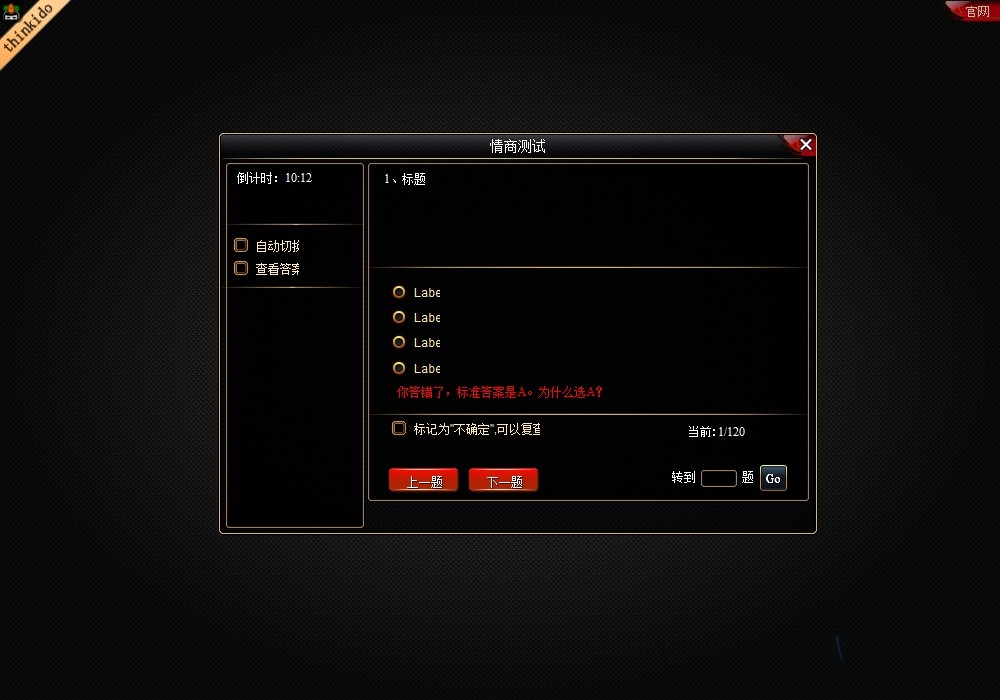 thinkido
官网
情商测试
倒计时：10:12
自动切换
查看答案
1、标题
Labe
Labe
Labe
Labe
你答错了，标准答案是A。为什么选A？
标记为"不确定",可以复查
当前:1/120
上一题
下一题
转到 题 Go